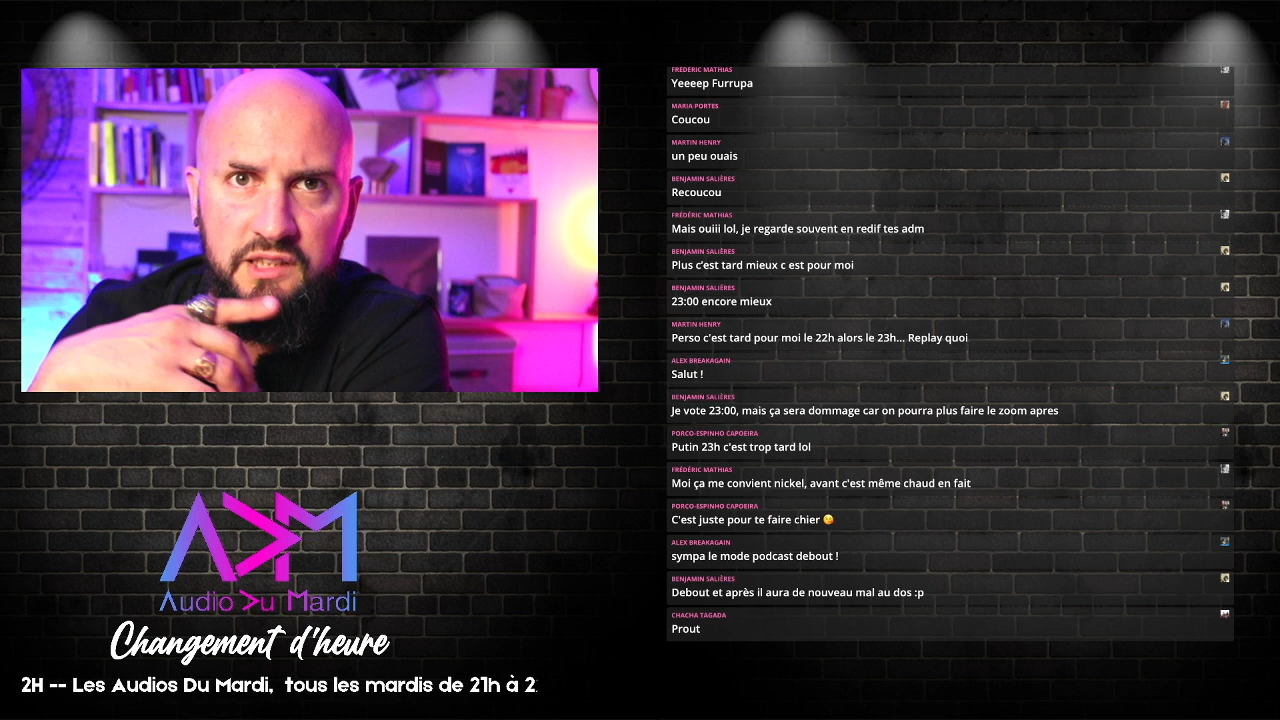 Audio Du Mardi
Changement d'heure
2H -- Les Audios Du Mardi, tous les mardis de 21h à 2
FRÉDÉRIC MATHIAS
Yeeeep Furrupa
MARIA PORTES
Coucou
MARTIN HENRY
un peu ouais
BENJAMIN SALIÈRES
Recoucou
FRÉDÉRIC MATHIAS
Mais ouiii lol, je regarde souvent en redif tes adm
BENJAMIN SALIÈRES
Plus c'est tard mieux c est pour moi
BENJAMIN SALIÈRES
23:00 encore mieux
MARTIN HENRY
Perso c'est tard pour moi le 22h alors le 23h... Replay quoi
ALEX BREAKAGAIN
Salut !
BENJAMIN SALIÈRES
Je vote 23:00, mais ça sera dommage car on pourra plus faire le zoom apres
PORCO-ESPINHO CAPOEIRA
Putin 23h c'est trop tard lol
FRÉDÉRIC MATHIAS
Moi ça me convient nickel, avant c'est même chaud en fait
PORCO-ESPINHO CAPOEIRA
C'est juste pour te faire chier 😘
ALEX BREAKAGAIN
sympa le mode podcast debout !
BENJAMIN SALIÈRES
Debout et après il aura de nouveau mal au dos :p
CHACHA TAGADA
Prout